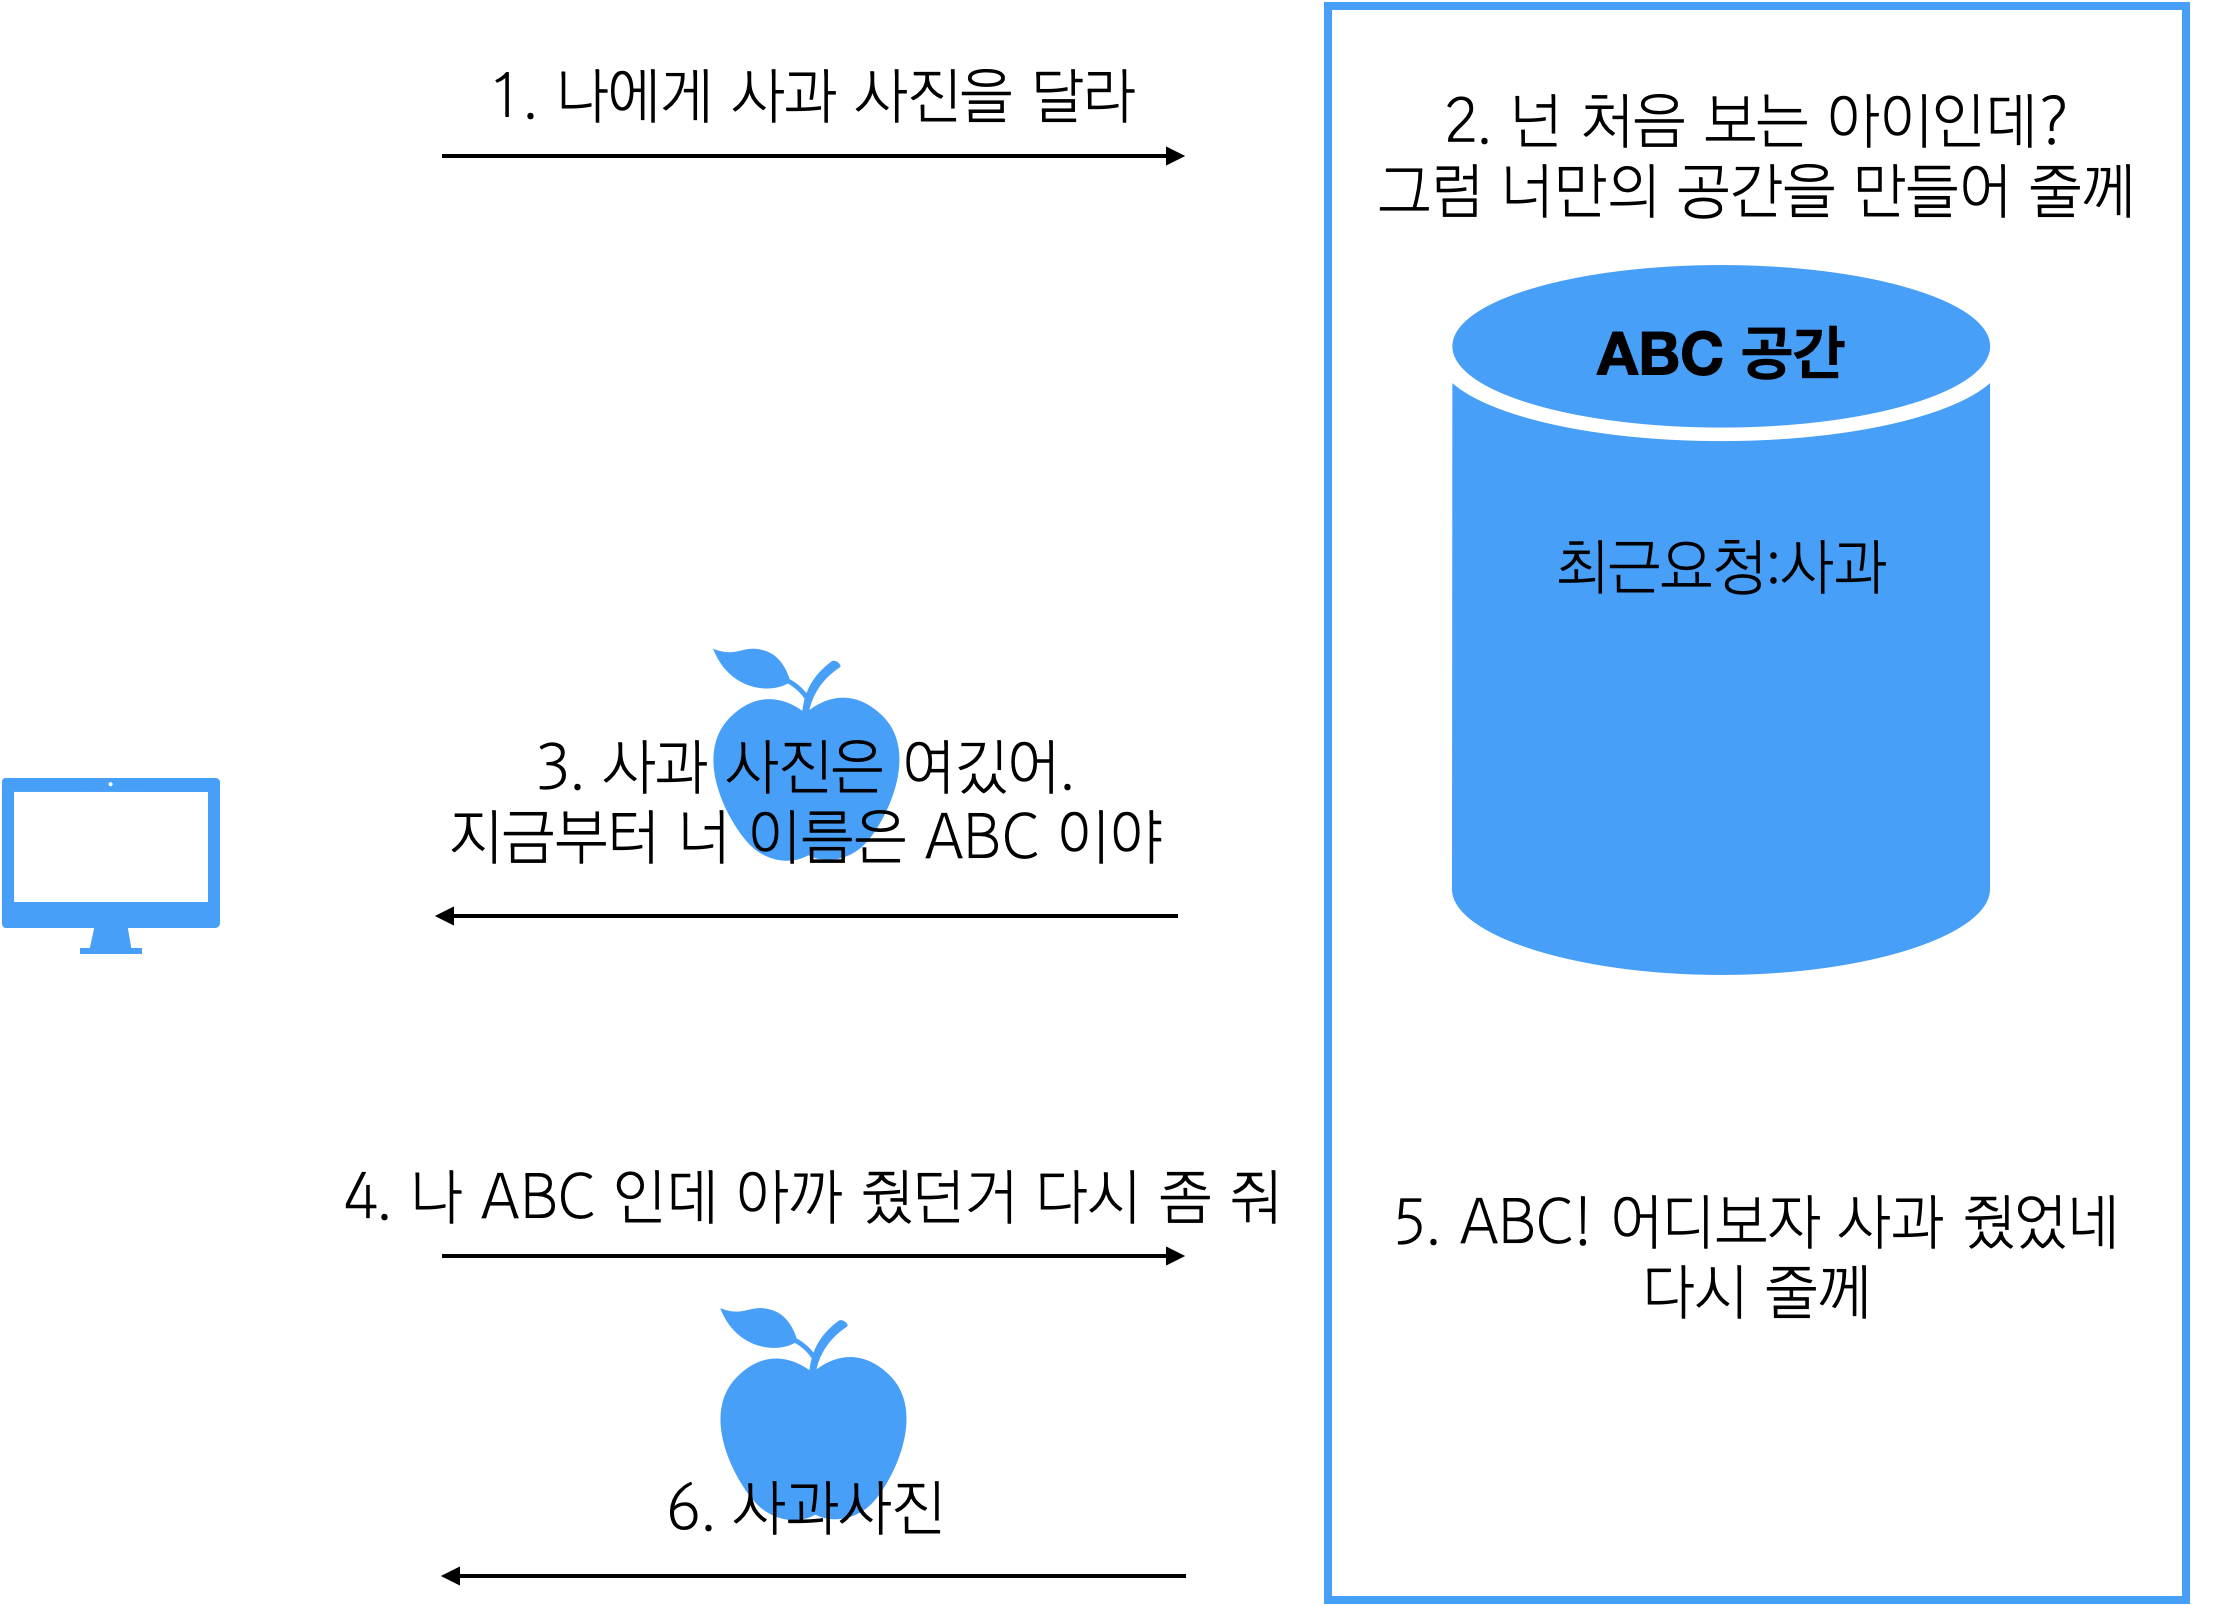 1. 나에게 사과 사진을 달라
2. 넌 처음 보는 아이인데?
그럼 너만의 공간을 만들어 줄께
ABC 공간
최근요청:사과
3. 사과 사진은 여깄어.
지금부터 너 이름은 ABC 이야
4. 나 ABC 인데 아까 줬던거 다시 좀 줘
5. ABC! 어디보자 사과 줬었네
다시 줄께
6. 사과사진